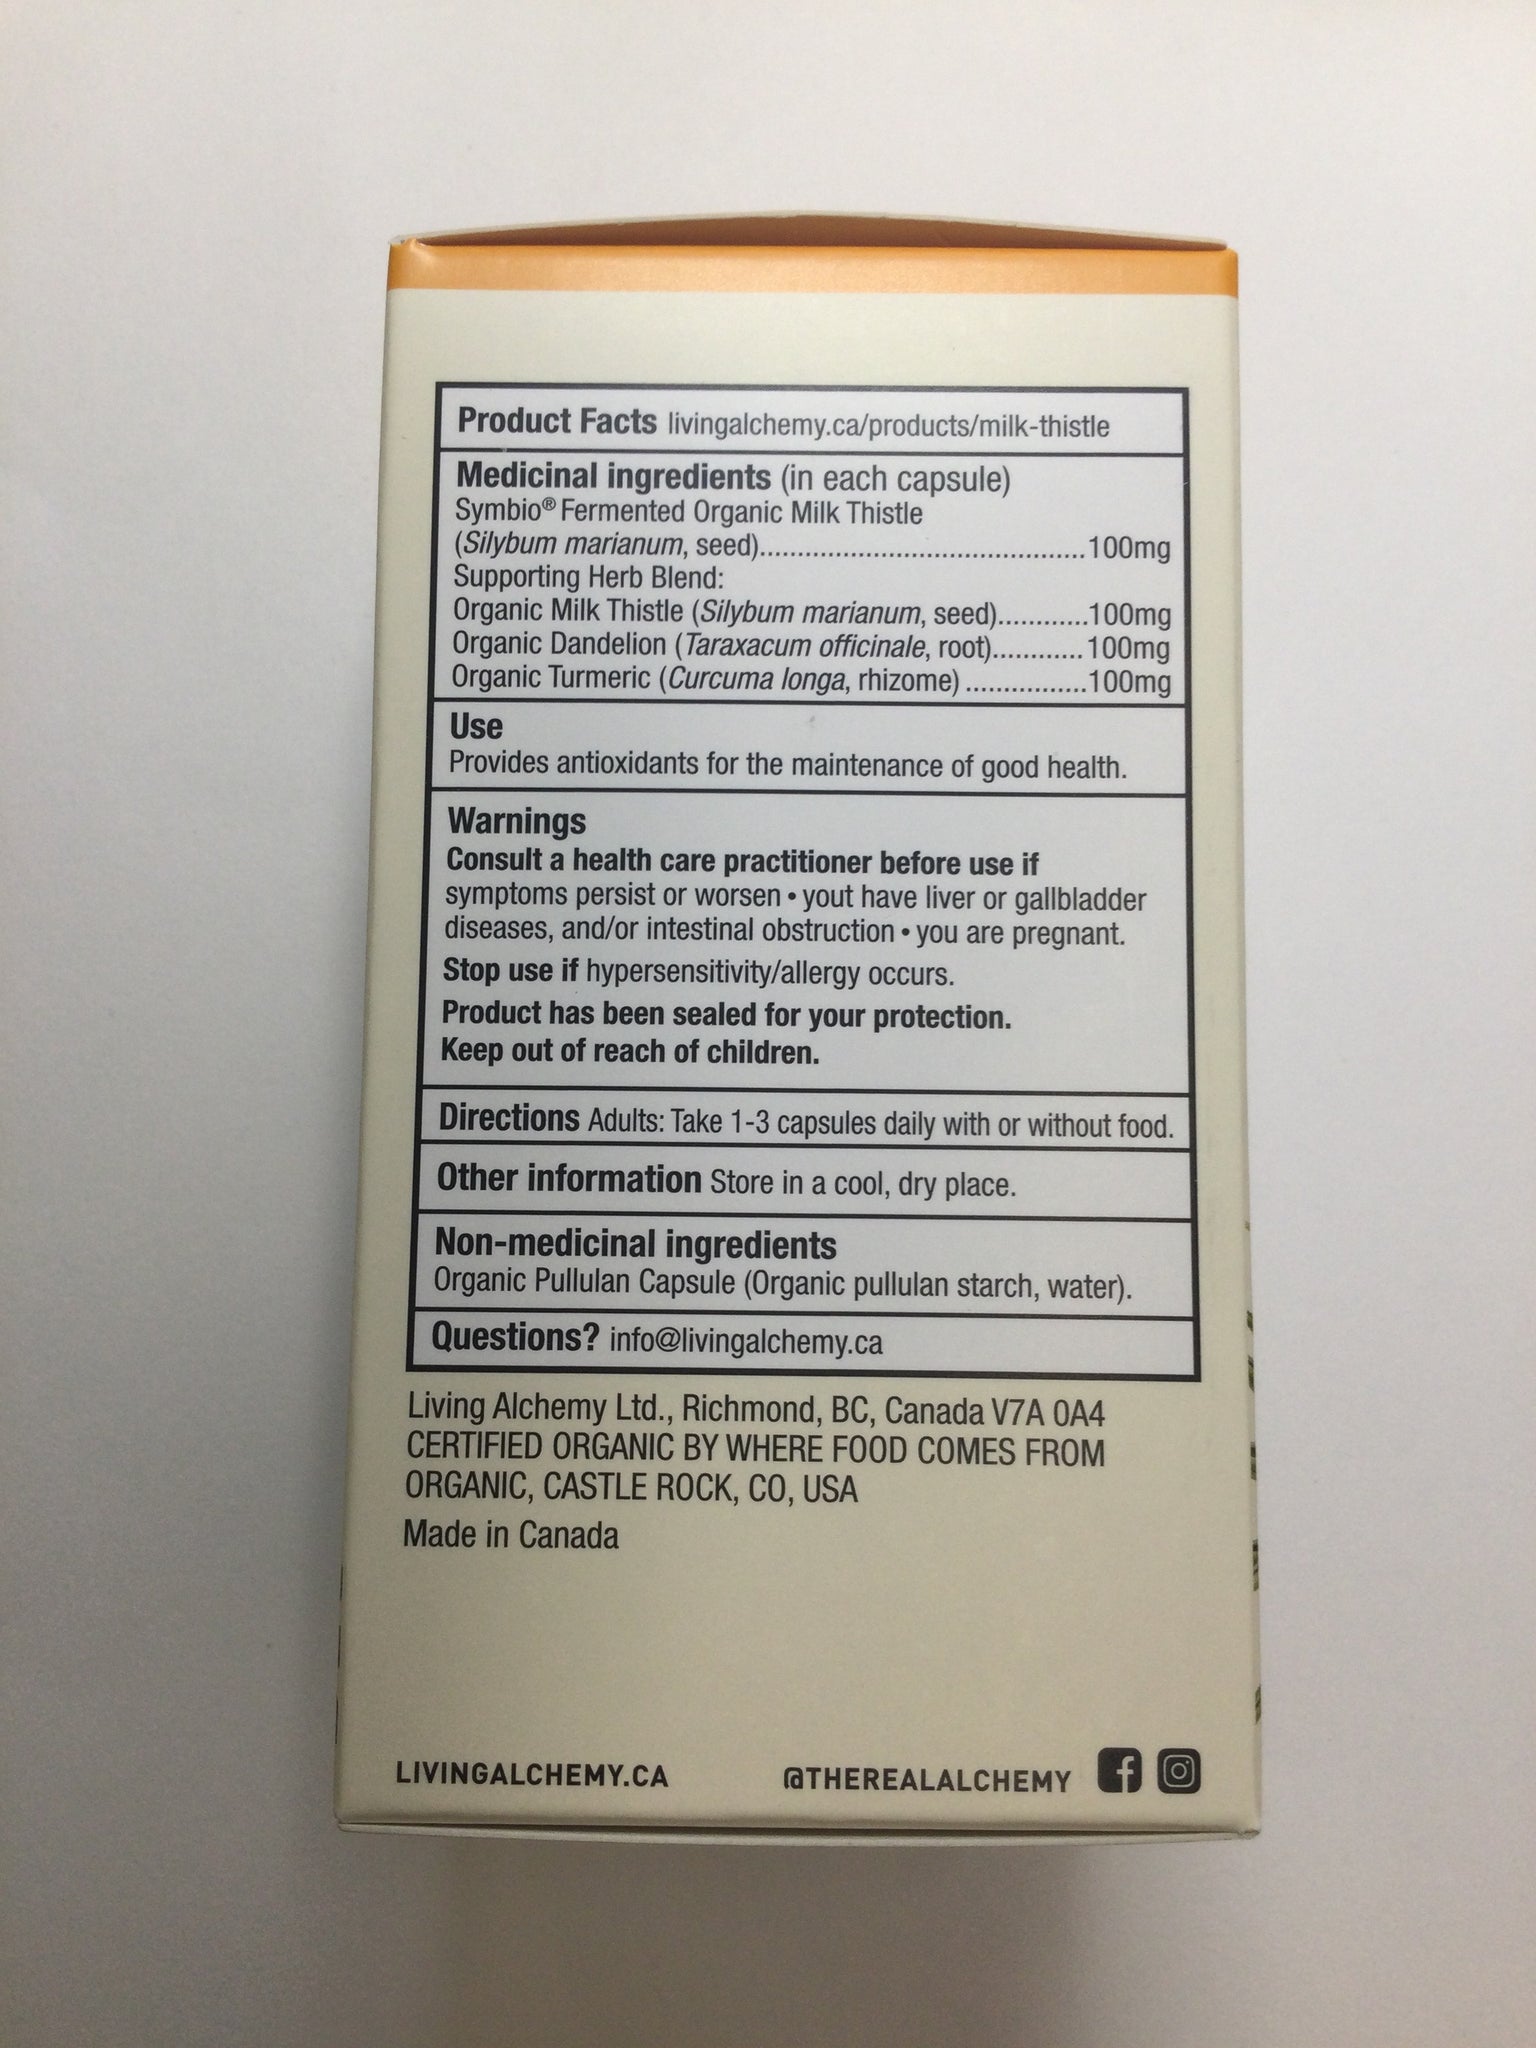 Product Facts livingalchemy.ca/products/milk-thistle
Medicinal ingredients (in each capsule)
Symbio® Fermented Organic Milk Thistle
(Silybum marianum, seed)............................................100mg
Supporting Herb Blend:
Organic Milk Thistle (Silybum marianum, seed)............100mg
Organic Dandelion (Taraxacum officinale, root)............100mg
Organic Turmeric (Curcuma longa, rhizome)................100mg
Use
Provides antioxidants for the maintenance of good health.
Warnings
Consult a health care practitioner before use if
symptoms persist or worsen • yout have liver or gallbladder
diseases, and/or intestinal obstruction • you are pregnant.
Stop use if hypersensitivity/allergy occurs.
Product has been sealed for your protection.
Keep out of reach of children.
Directions Adults: Take 1-3 capsules daily with or without food.
Other information Store in a cool, dry place.
Non-medicinal ingredients
Organic Pullulan Capsule (Organic pullulan starch, water).
Questions? info@livingalchemy.ca
Living Alchemy Ltd., Richmond, BC, Canada V7A 0A4
CERTIFIED ORGANIC BY WHERE FOOD COMES FROM
ORGANIC, CASTLE ROCK, CO, USA
Made in Canada
LIVINGALCHEMY.CA @THEREALALCHEMY